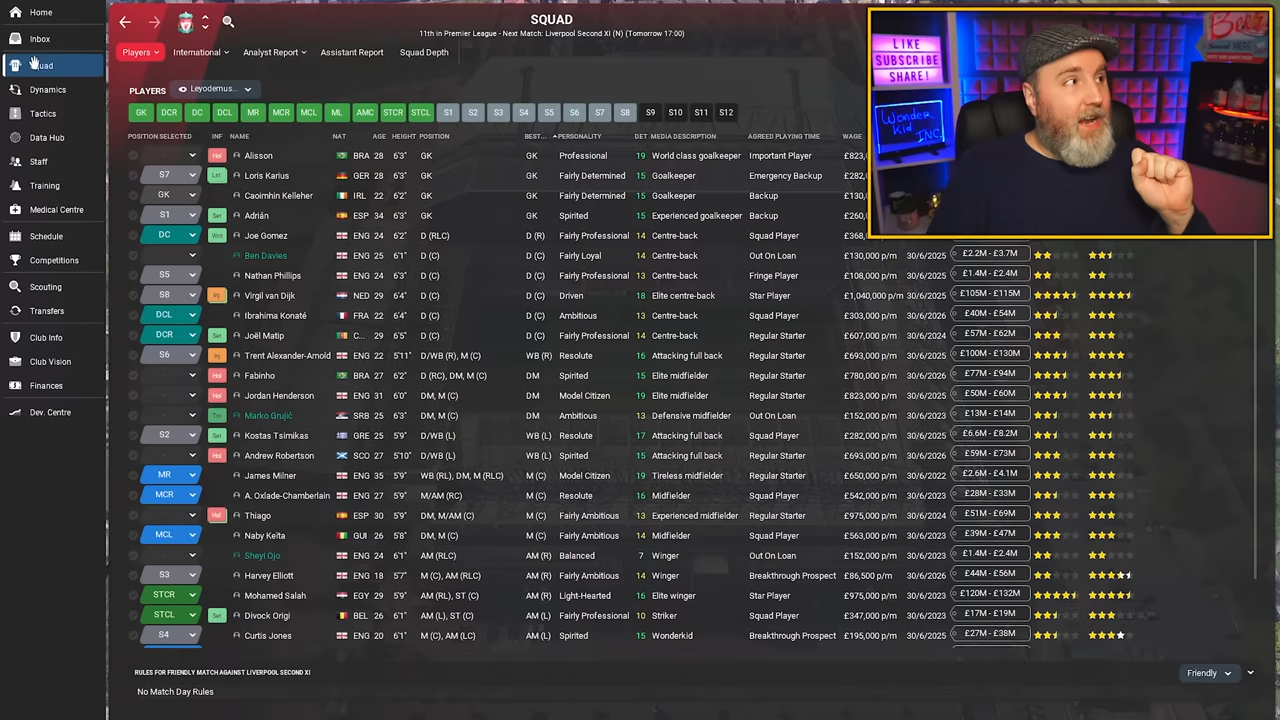 Home
Inbox
Squad
Dynamics
Tactics
Data Hub
Staff
Training
Medical Centre
Schedule
Competitions
Scouting
Transfers
Club Info
Club Vision
Finances
Dev. Centre
SQUAD
11th in Premier League - Next Match: Liverpool Second XI (N) (Tomorrow 17:00)
Players International Analyst Report Assistant Report Squad Depth
PLAYERS Leyodemus...
GK DCR DC DCL MR MCR MCL ML AMC STCR STCL S1 S2 S3 S4 S5 S6 S7 S8 S9 S10 S11 S12
POSITION SELECTED INF NAME NAT AGE HEIGHT POSITION BEST... PERSONALITY DET MEDIA DESCRIPTION AGREED PLAYING TIME WAGE
Hol Alisson BRA 28 6'3" GK GK Professional 19 World class goalkeeper Important Player £823,
S7 Lst Loris Karius GER 28 6'3" GK GK Fairly Determined 15 Goalkeeper Emergency Backup £282,
GK Caoimhin Kelleher IRL 22 6'2" GK GK Fairly Determined 15 Goalkeeper Backup
S1 Set Adrián ESP 34 6'3" GK GK Spirited 15 Experienced goalkeeper Backup £260,
DC Wnt Joe Gomez ENG 24 6'2" D (RLC) D (R) Fairly Professional 14 Centre-back Squad Player £368,
Ben Davies ENG 25 6'1" D (C) D (C) Fairly Loyal 14 Centre-back Out On Loan £130,000 p/m 30/6/2025 £2.2M - £3.7M
S5 Nathan Phillips ENG 24 6'3" D (C) D (C) Fairly Professional 13 Centre-back Fringe Player £108,000 p/m 30/6/2025 £1.4M - £2.4M
S8 Inj Virgil van Dijk NED 29 6'4" D (C) D (C) Driven 18 Elite centre-back Star Player £1,040,000 p/m 30/6/2025 £105M - £115M
DCL Ibrahima Konaté FRA 22 6'4" D (C) D (C) Ambitious 13 Centre-back Squad Player £303,000 p/m 30/6/2026 £40M - £54M
DCR Set Joël Matip C... 29 6'5" D (C) D (C) Fairly Professional 14 Centre-back Regular Starter £607,000 p/m 30/6/2024 £57M - £62M
S6 Inj Trent Alexander-Arnold ENG 22 5'11" D/WB (R), M (C) WB (R) Resolute 16 Attacking full back Regular Starter £693,000 p/m 30/6/2025 £100M - £130M
Hol Fabinho BRA 27 6'2" D (RC), DM, M (C) DM Spirited 15 Elite midfielder Regular Starter £780,000 p/m 30/6/2026 £77M - £94M
Hol Jordan Henderson ENG 31 6'0" DM, M (C) DM Model Citizen 19 Elite midfielder Regular Starter £823,000 p/m 30/6/2025 £50M - £60M
Trn Marko Grujić SRB 25 6'3" DM, M (C) DM Ambitious 13 Defensive midfielder Out On Loan £152,000 p/m 30/6/2023 £13M - £14M
S2 Set Kostas Tsimikas GRE 25 5'9" D/WB (L) WB (L) Resolute 17 Attacking full back Squad Player £282,000 p/m 30/6/2025 £6.6M - £8.2M
Hol Andrew Robertson SCO 27 5'10" D/WB (L) WB (L) Spirited 15 Attacking full back Regular Starter £693,000 p/m 30/6/2026 £59M - £73M
MR James Milner ENG 35 5'9" WB (RL), DM, M (RLC) M (C) Model Citizen 19 Tireless midfielder Regular Starter £650,000 p/m 30/6/2022 £2.6M - £4.1M
MCR A. Oxlade-Chamberlain ENG 27 5'9" M/AM (RC) M (C) Resolute 16 Midfielder Squad Player £542,000 p/m 30/6/2023 £28M - £33M
Hol Thiago ESP 30 5'9" DM, M/AM (C) M (C) Fairly Ambitious 13 Experienced midfielder Regular Starter £975,000 p/m 30/6/2024 £51M - £69M
MCL Naby Keïta GUI 26 5'8" DM, M (C) M (C) Fairly Ambitious 14 Midfielder Squad Player £563,000 p/m 30/6/2023 £39M - £47M
Sheyi Ojo ENG 24 6'1" AM (RLC) AM (R) Balanced 7 Winger Out On Loan £152,000 p/m 30/6/2023 £1.4M - £2.4M
S3 Harvey Elliott ENG 18 5'7" M (C), AM (RLC) AM (R) Fairly Ambitious 14 Winger Breakthrough Prospect £86,500 p/m 30/6/2026 £44M - £56M
STCR Mohamed Salah EGY 29 5'9" AM (RL), ST (C) AM (R) Light-Hearted 16 Elite winger Star Player £975,000 p/m 30/6/2023 £120M - £132M
STCL Set Divock Origi BEL 26 6'1" AM (L), ST (C) AM (L) Fairly Professional 10 Striker Squad Player £347,000 p/m 30/6/2022 £17M - £19M
S4 Curtis Jones ENG 20 6'1" M (C), AM (LC) AM (L) Spirited 15 Wonderkid Breakthrough Prospect £195,000 p/m 30/6/2025 £27M - £38M
RULES FOR FRIENDLY MATCH AGAINST LIVERPOOL SECOND XI
Friendly
No Match Day Rules
LIKE
SUBSCRIBE
SHARE!
Wonder
Kid
INC.